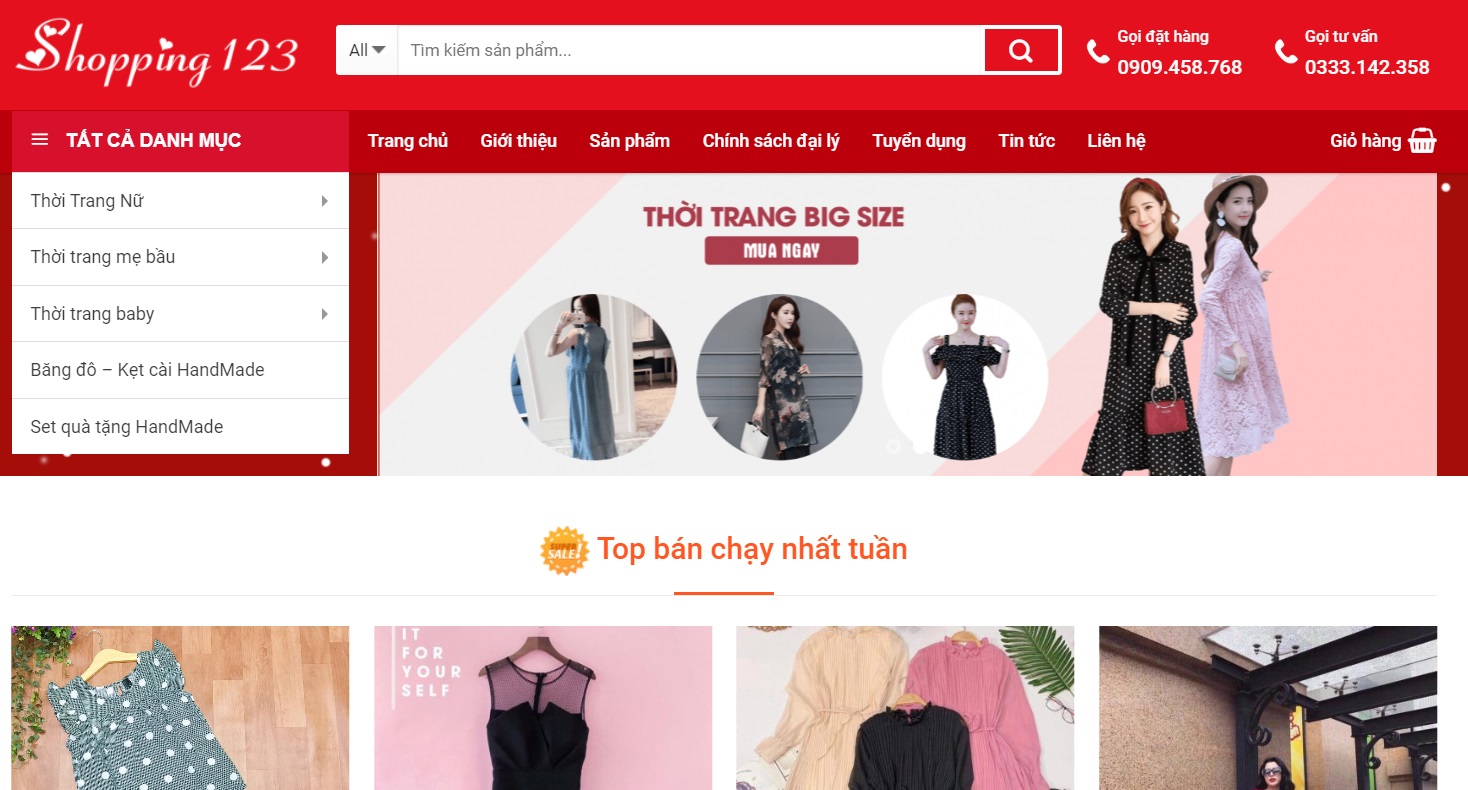 Shopping 123
All
Tìm kiếm sản phẩm...
Gọi đặt hàng
0909.458.768
Gọi tư vấn
0333.142.358
TẤT CẢ DANH MỤC
Trang chủ
Giới thiệu
Sản phẩm
Chính sách đại lý
Tuyển dụng
Tin tức
Liên hệ
Giỏ hàng
Thời Trang Nữ
Thời trang mẹ bầu
Thời trang baby
Băng đô – Kẹt cài HandMade
Set quà tặng HandMade
THỜI TRANG BIG SIZE
MUA NGAY
SUPER
SALE
Top bán chạy nhất tuần
IT
FOR
YOUR
SELF